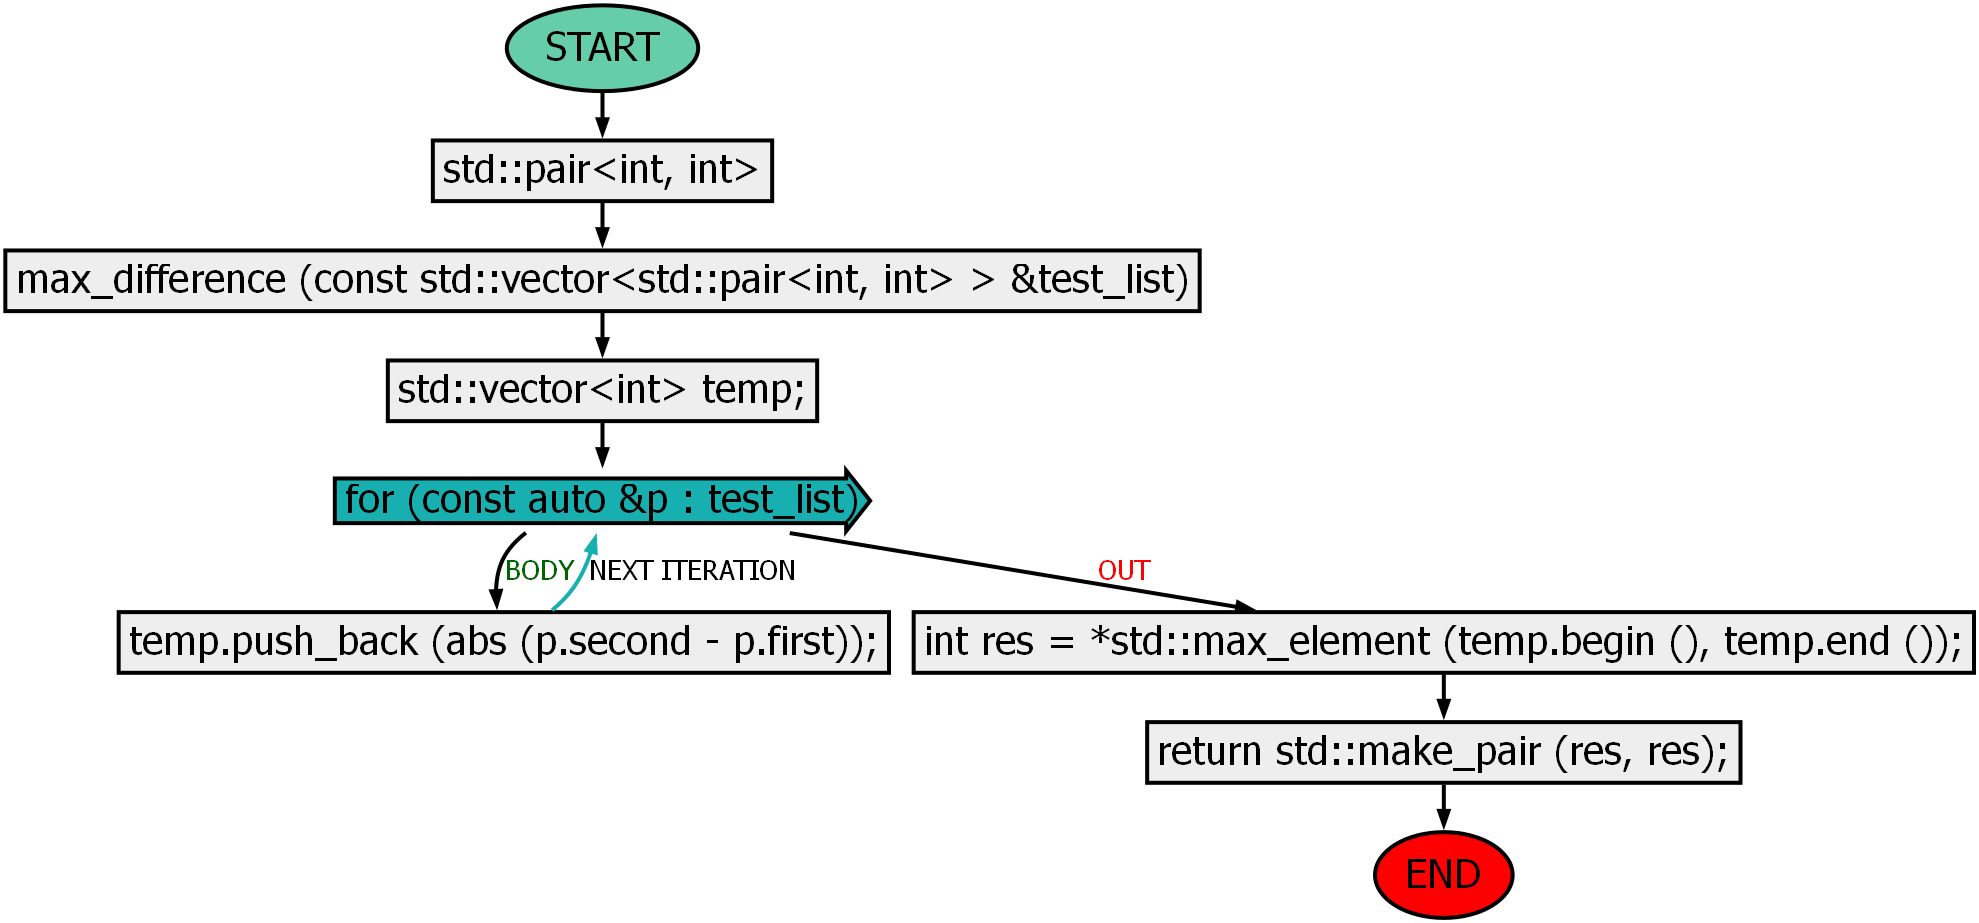 START
std::pair<int, int>
max_difference (const std::vector<std::pair<int, int> > &test_list)
std::vector<int> temp;
for (const auto &p : test_list)
BODY
NEXT ITERATION
OUT
temp.push_back (abs (p.second - p.first));
int res = *std::max_element (temp.begin (), temp.end ());
return std::make_pair (res, res);
END